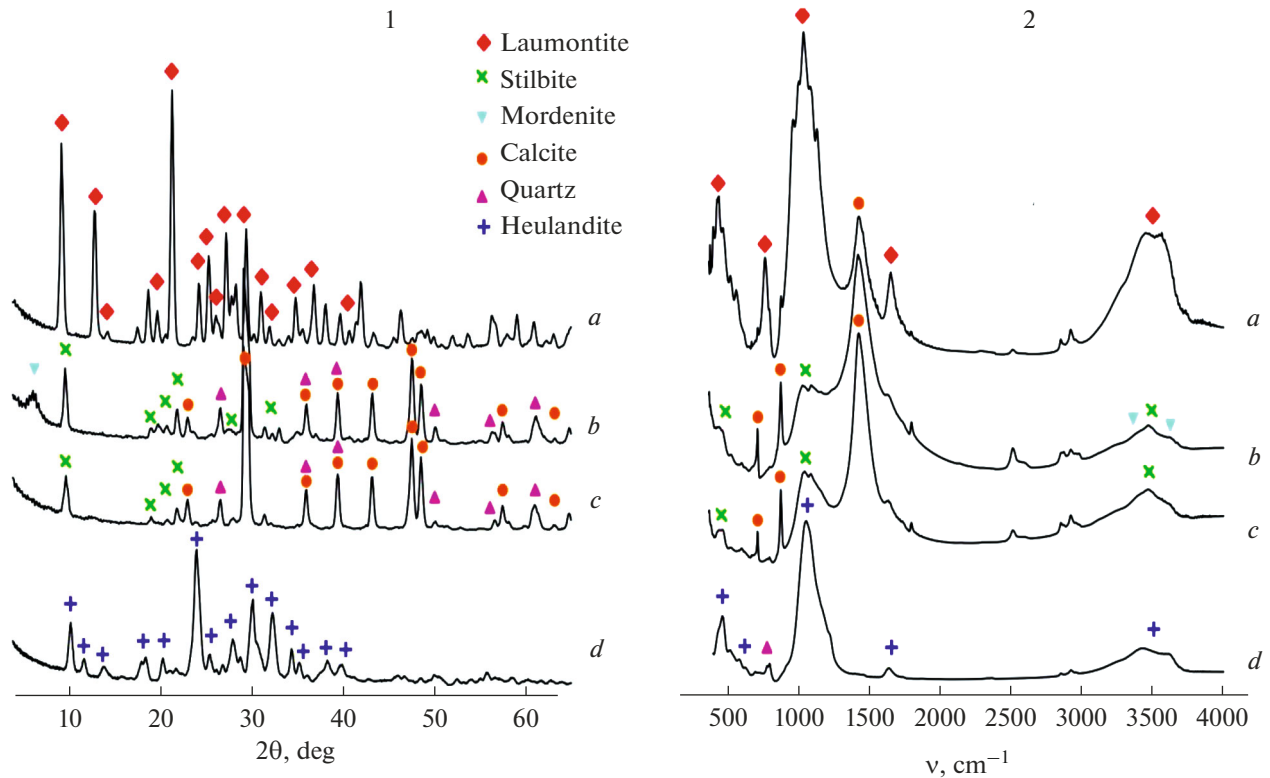 1
2
Laumontite
Stilbite
Mordenite
Calcite
Quartz
Heulandite
a
b
c
d
a
b
c
d
10 20 30 40 50 60
2θ, deg
500 1000 1500 2000 2500 3000 3500 4000
ν, cm⁻¹